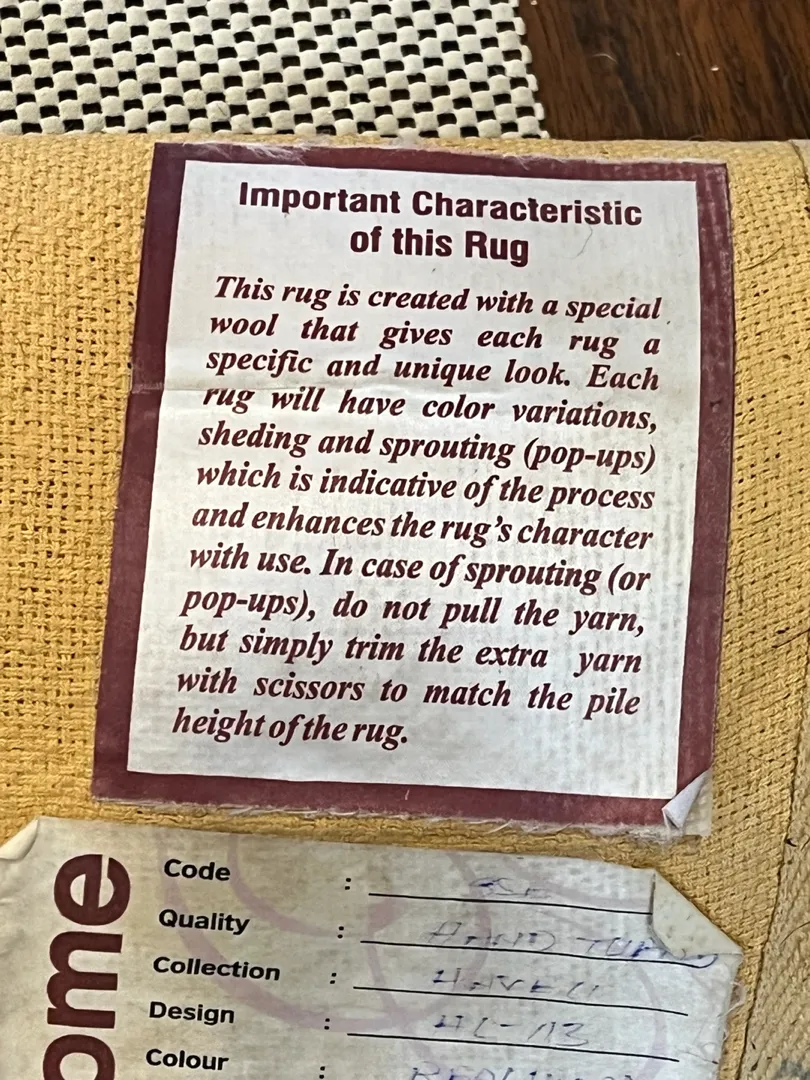 Important Characteristic
of this Rug
This rug is created with a special
wool that gives each rug a
specific and unique look. Each
rug will have color variations,
sheding and sprouting (pop-ups)
which is indicative of the process
and enhances the rug's character
with use. In case of sprouting (or
pop-ups), do not pull the yarn,
but simply trim the extra yarn
with scissors to match the pile
height of the rug.
ome
Code :
Quality : HAND
Collection : HAVELI
Design :
Colour :